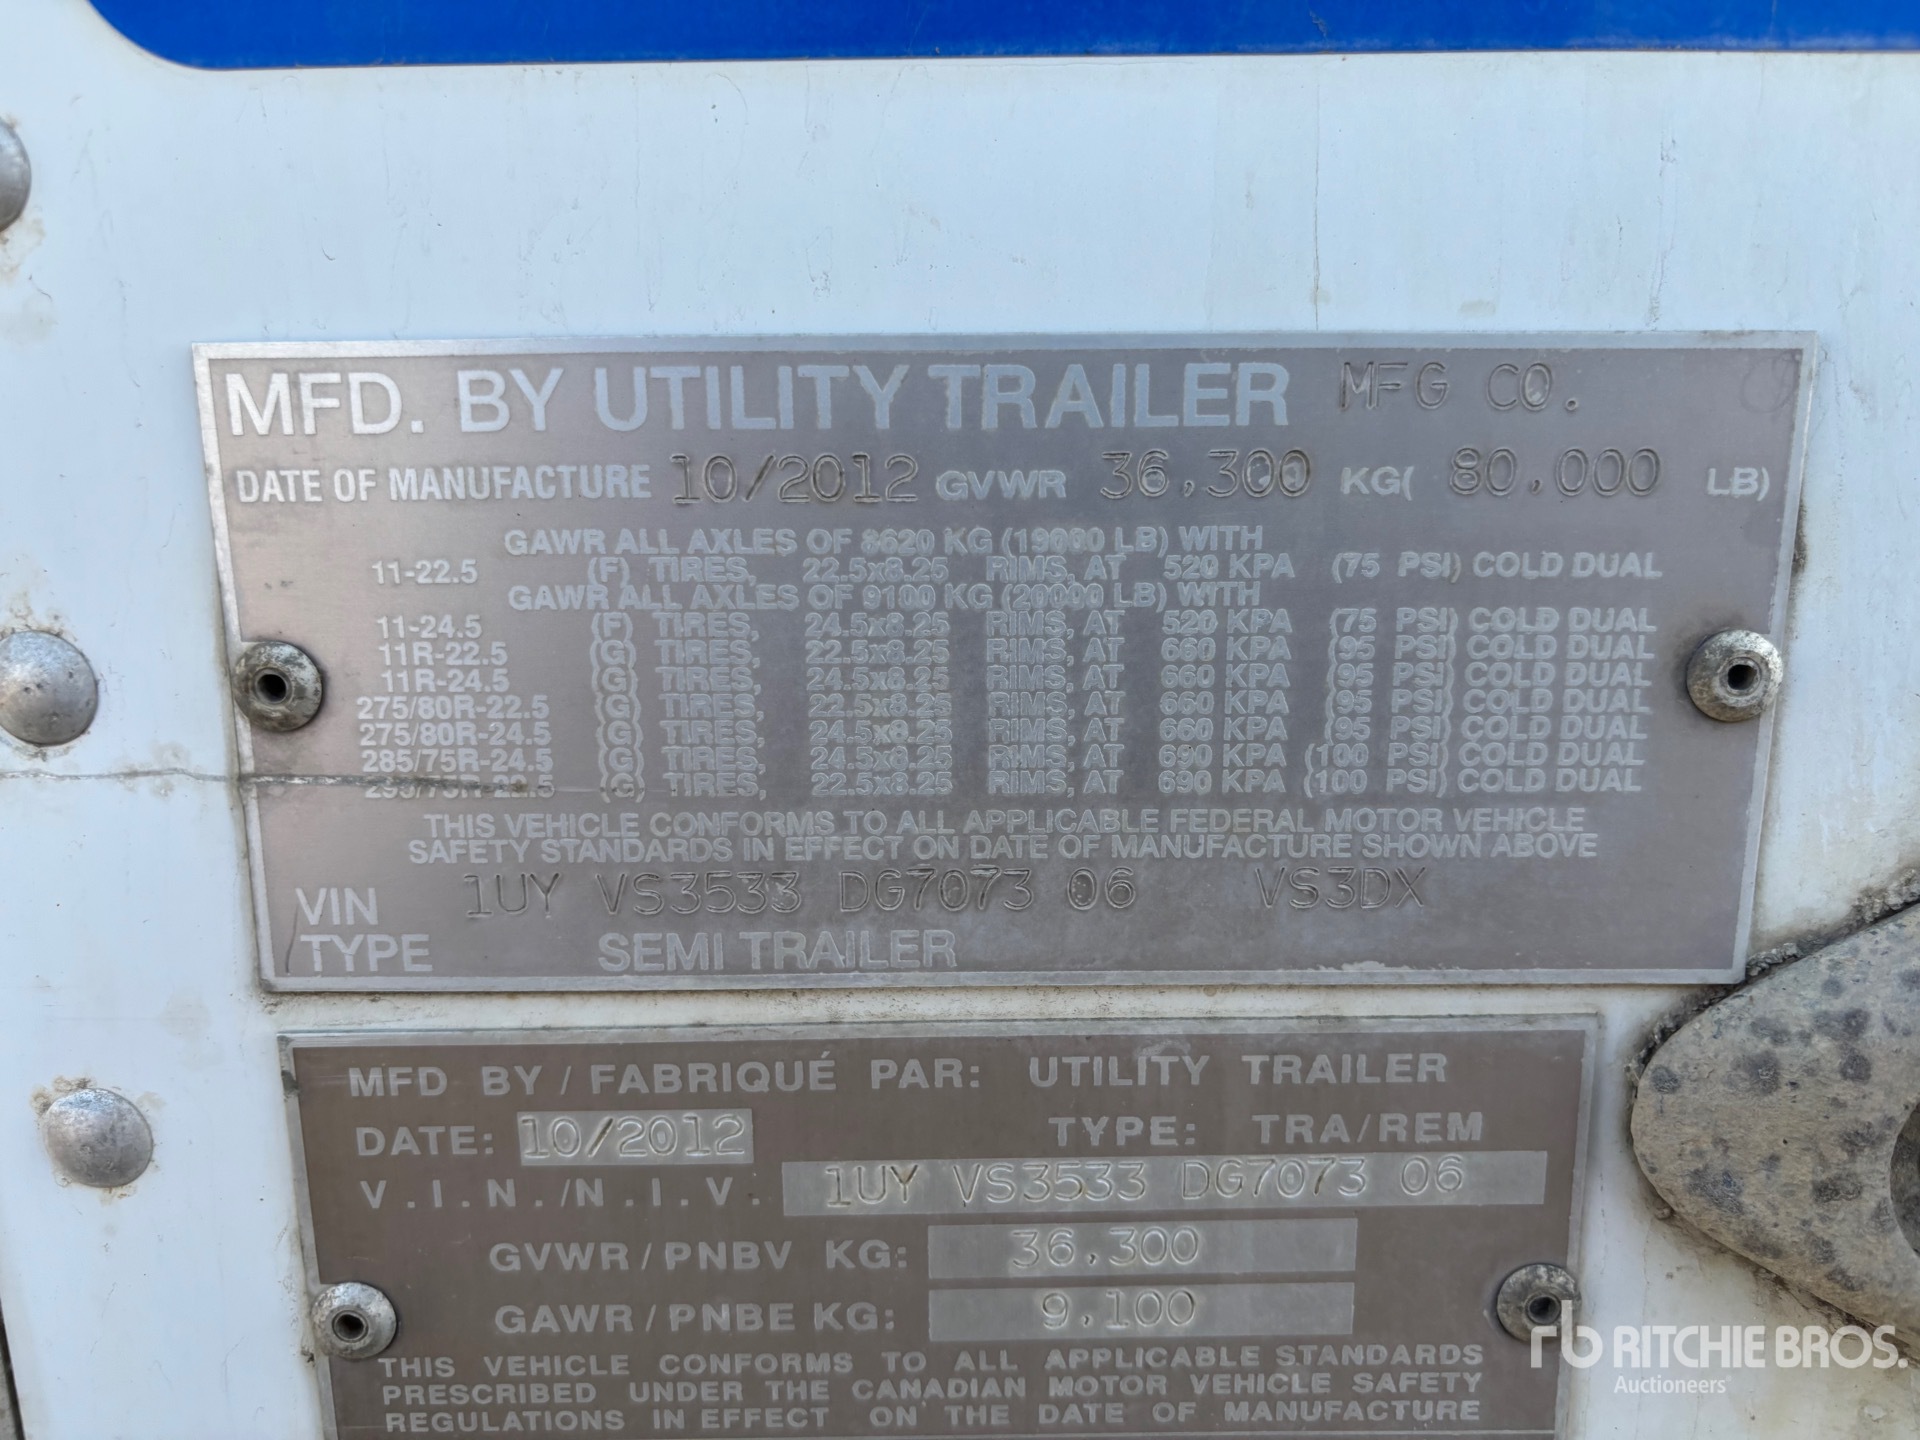 MFD. BY UTILITY TRAILER MFG CO.
DATE OF MANUFACTURE 10/2012 GVWR 36,300 KG( 80,000 LB)
GAWR ALL AXLES OF 8620 KG (19000 LB) WITH
11-22.5 (F) TIRES, 22.5x8.25 RIMS, AT 520 KPA (75 PSI) COLD DUAL
GAWR ALL AXLES OF 9100 KG (20000 LB) WITH
11-24.5 (F) TIRES, 24.5x8.25 RIMS, AT 520 KPA (75 PSI) COLD DUAL
11R-22.5 (G) TIRES, 22.5x8.25 RIMS, AT 660 KPA (95 PSI) COLD DUAL
11R-24.5 (G) TIRES, 24.5x8.25 RIMS, AT 660 KPA (95 PSI) COLD DUAL
275/80R-22.5 (G) TIRES, 22.5x8.25 RIMS, AT 660 KPA (95 PSI) COLD DUAL
275/80R-24.5 (G) TIRES, 24.5x8.25 RIMS, AT 660 KPA (95 PSI) COLD DUAL
285/75R-24.5 (G) TIRES, 24.5x8.25 RIMS, AT 690 KPA (100 PSI) COLD DUAL
(G) TIRES, 22.5x8.25 RIMS, AT 690 KPA (100 PSI) COLD DUAL
THIS VEHICLE CONFORMS TO ALL APPLICABLE FEDERAL MOTOR VEHICLE
SAFETY STANDARDS IN EFFECT ON DATE OF MANUFACTURE SHOWN ABOVE
VIN 1UY VS3533 DG7073 06 VS3DX
TYPE SEMI TRAILER
MFD BY/FABRIQUÉ PAR: UTILITY TRAILER
DATE: 10/2012 TYPE: TRA/REM
V.I.N./N.I.V. 1UY VS3533 DG7073 06
GVWR/PNBV KG: 36,300
GAWR/PNBE KG: 9,100
THIS VEHICLE CONFORMS TO ALL APPLICABLE STANDARDS
PRESCRIBED UNDER THE CANADIAN MOTOR VEHICLE SAFETY
REGULATIONS IN EFFECT ON THE DATE OF MANUFACTURE
rb RITCHIE BROS.
Auctioneers